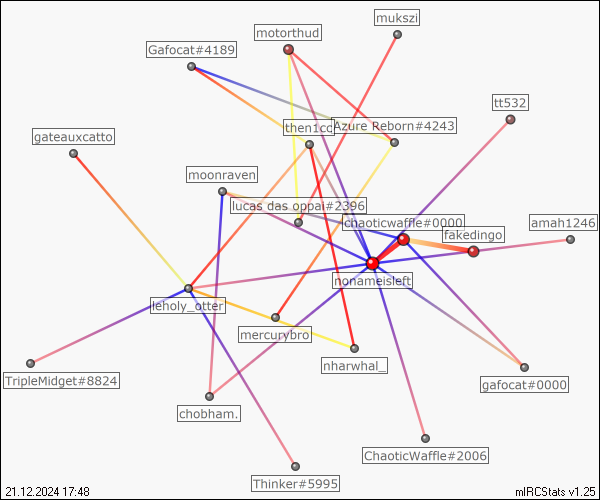 mukszi
motorthud
Gafocat#4189
tt532
then1cc
Azure Reborn#4243
gateauxcatto
moonraven
lucas das oppai#2396
chaoticwaffle#0000
amah1246
fakedingo
nonameisleft
leholy_otter
mercurybro
nharwhal_
TripleMidget#8824
gafocat#0000
chobham.
ChaoticWaffle#2006
Thinker#5995
21.12.2024 17:48
mIRCStats v1.25